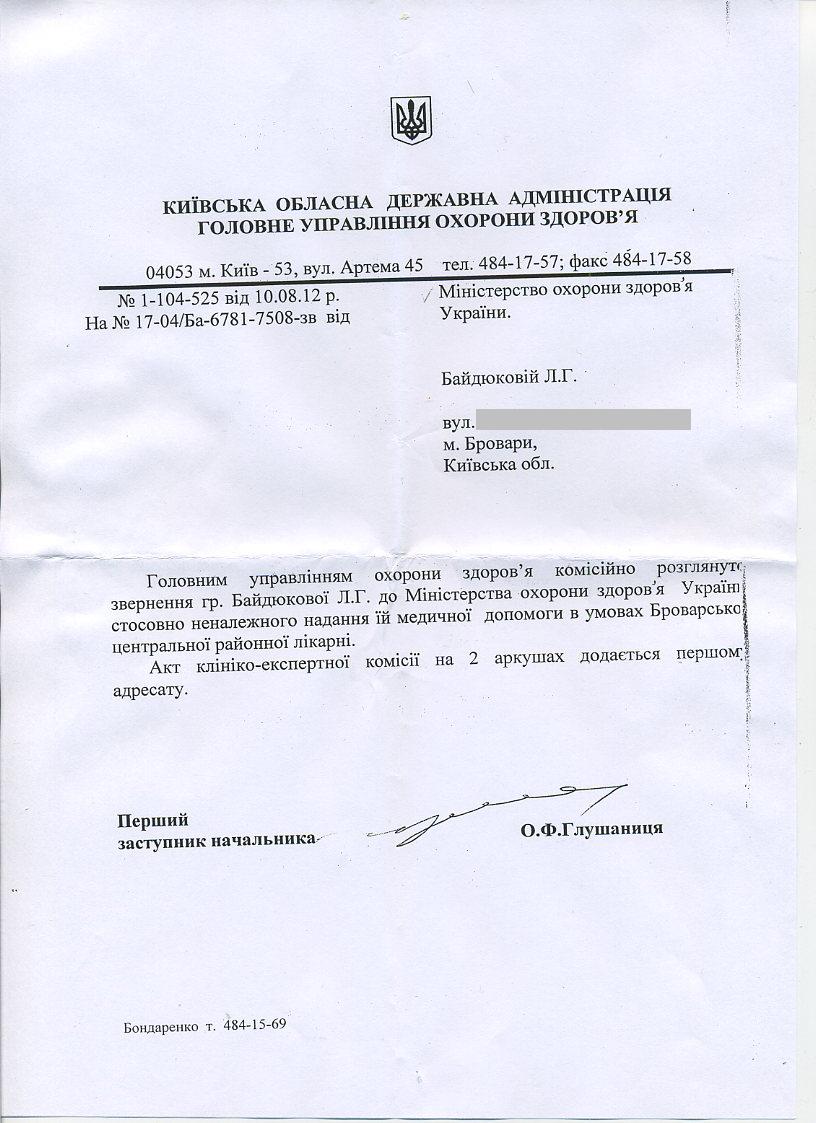 КИЇВСЬКА ОБЛАСНА ДЕРЖАВНА АДМІНІСТРАЦІЯ
ГОЛОВНЕ УПРАВЛІННЯ ОХОРОНИ ЗДОРОВ’Я
04053 м. Київ - 53, вул. Артема 45 тел. 484-17-57; факс 484-17-58
№ 1-104-525 від 10.08.12 р.
На № 17-04/Ба-6781-7508-зв від
Міністерство охорони здоров'я
України.
Байдюковій Л.Г.
вул.
м. Бровари,
Київська обл.
Головним управлінням охорони здоров’я комісійно розглянуто
звернення гр. Байдюкової Л.Г. до Міністерства охорони здоров'я Україн
стосовно неналежного надання їй медичної допомоги в умовах Броварсько
центральної районної лікарні.
Акт клініко-експертної комісії на 2 аркушах додається першом
адресату.
Перший
заступник начальника
О.Ф.Глушаниця
Бондаренко т. 484-15-69